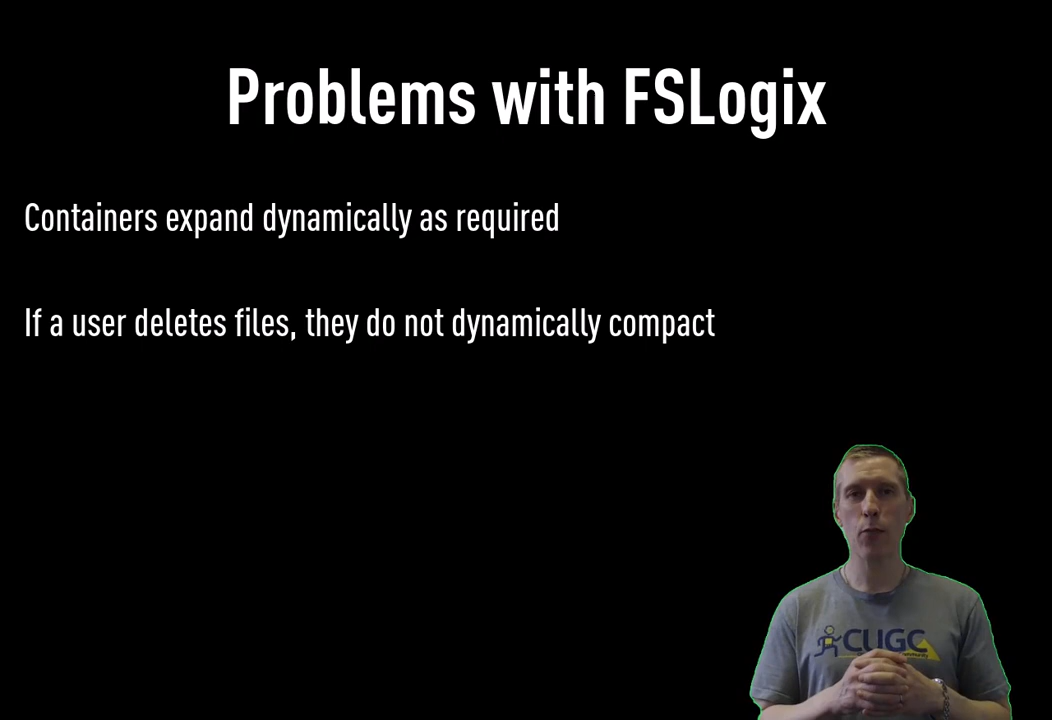 Problems with FSLogix
Containers expand dynamically as required
If a user deletes files, they do not dynamically compact
CUGC